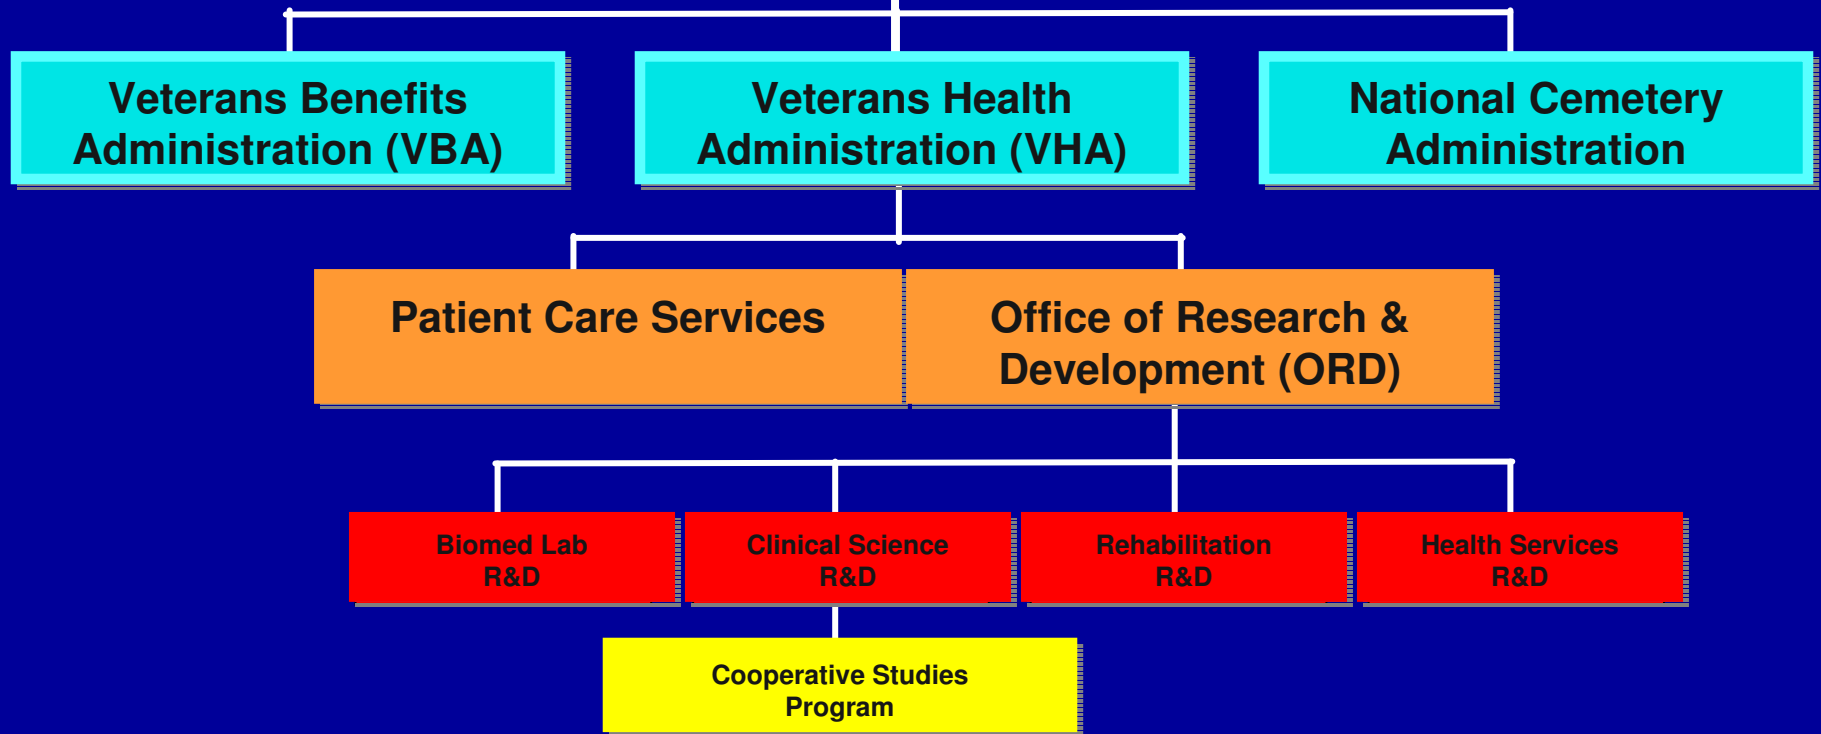 Veterans Benefits
Administration (VBA)
Veterans Health
Administration (VHA)
National Cemetery
Administration
Patient Care Services
Office of Research &
Development (ORD)
Biomed Lab
R&D
Clinical Science
R&D
Rehabilitation
R&D
Health Services
R&D
Cooperative Studies
Program